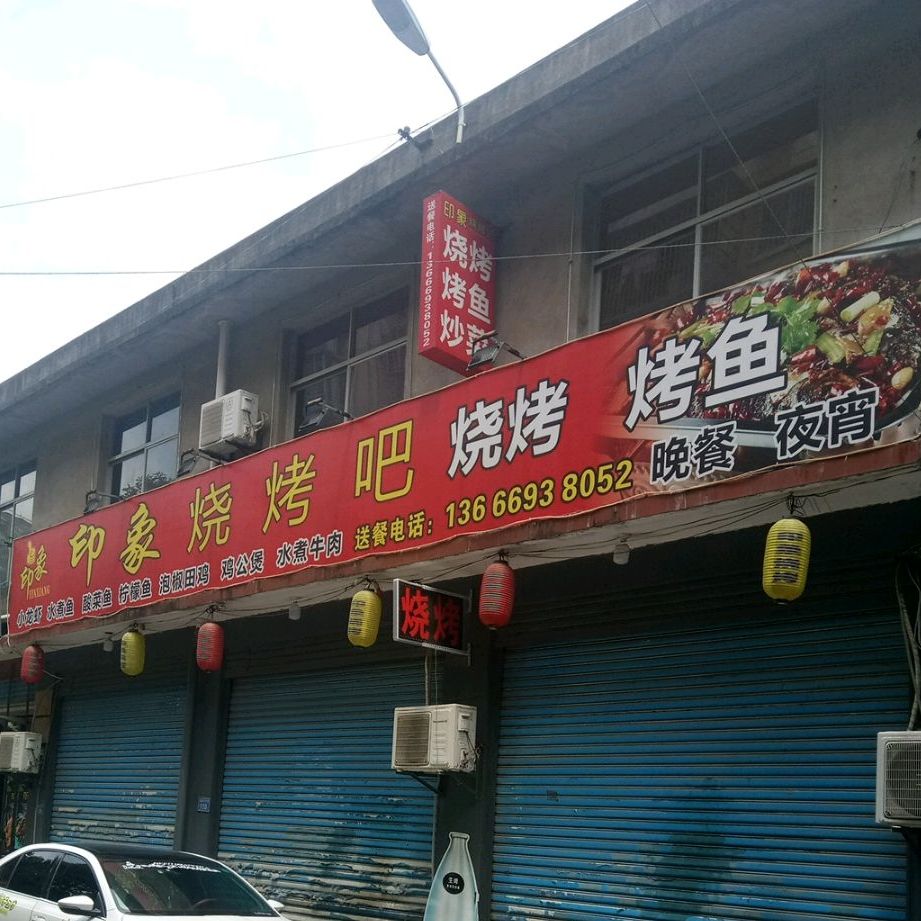 印象
烧烤
烤鱼
炒菜
送餐电话：13666938052
印象
YINXIANG
印象烧烤吧 烧烤 烤鱼
小龙虾 水煮鱼 酸菜鱼 柠檬鱼 泡椒田鸡 鸡公煲 水煮牛肉 送餐电话：136 6693 8052 晚餐 夜宵
烧烤